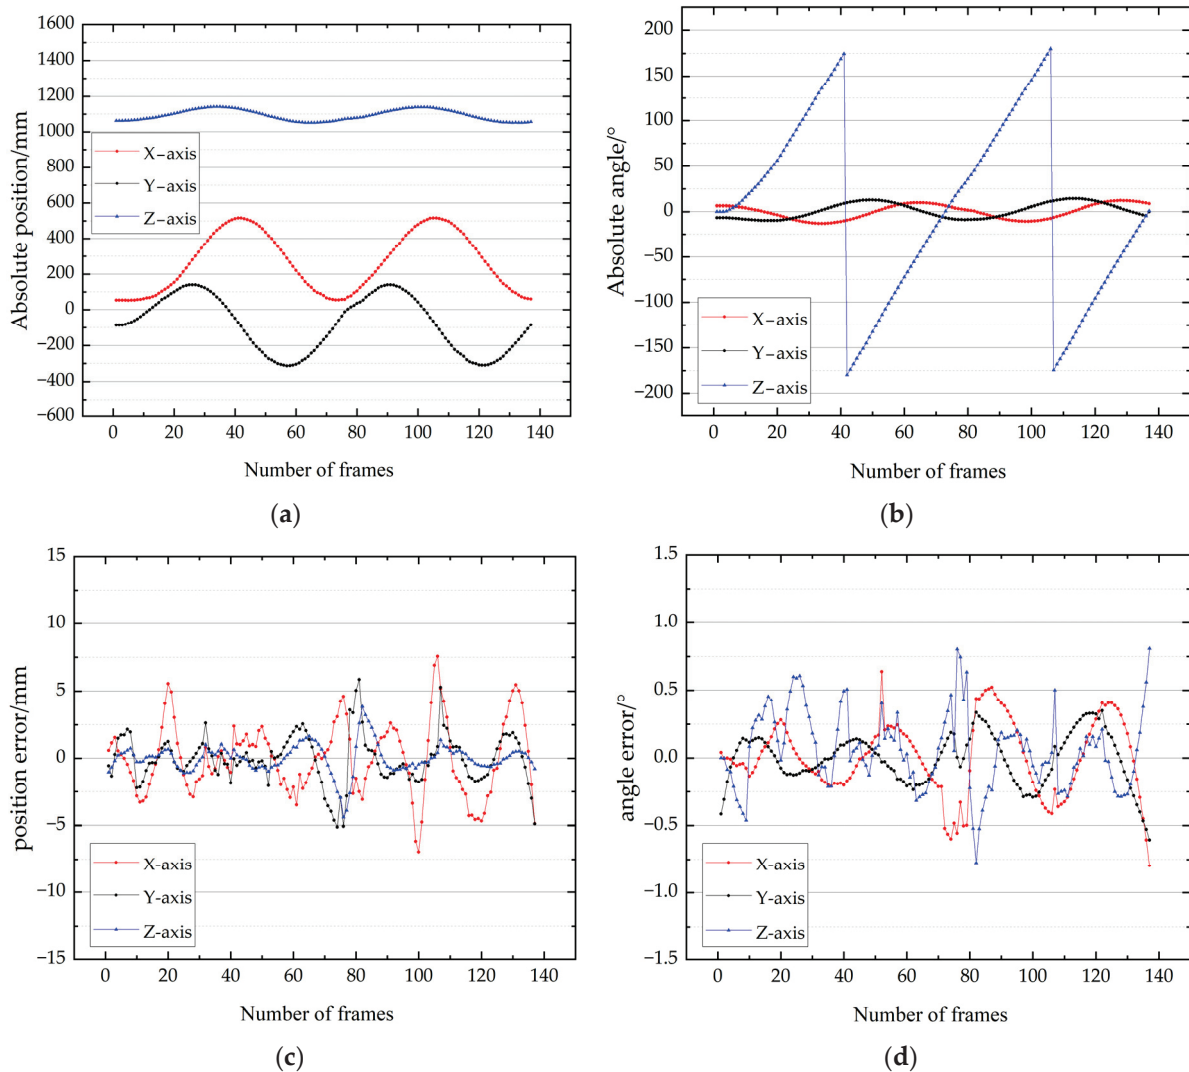 1600
1400
1200
1000
800
600
400
200
0
−200
−400
−600
Absolute position/mm
X−axis
Y−axis
Z−axis
0 20 40 60 80 100 120 140
Number of frames
(a)
200
150
100
50
0
−50
−100
−150
−200
Absolute angle/°
X−axis
Y−axis
Z−axis
0 20 40 60 80 100 120 140
Number of frames
(b)
15
10
5
0
−5
−10
−15
position error/mm
X-axis
Y-axis
Z-axis
0 20 40 60 80 100 120 140
Number of frames
(c)
1.5
1.0
0.5
0.0
−0.5
−1.0
−1.5
angle error/°
X-axis
Y-axis
Z-axis
0 20 40 60 80 100 120 140
Number of frames
(d)